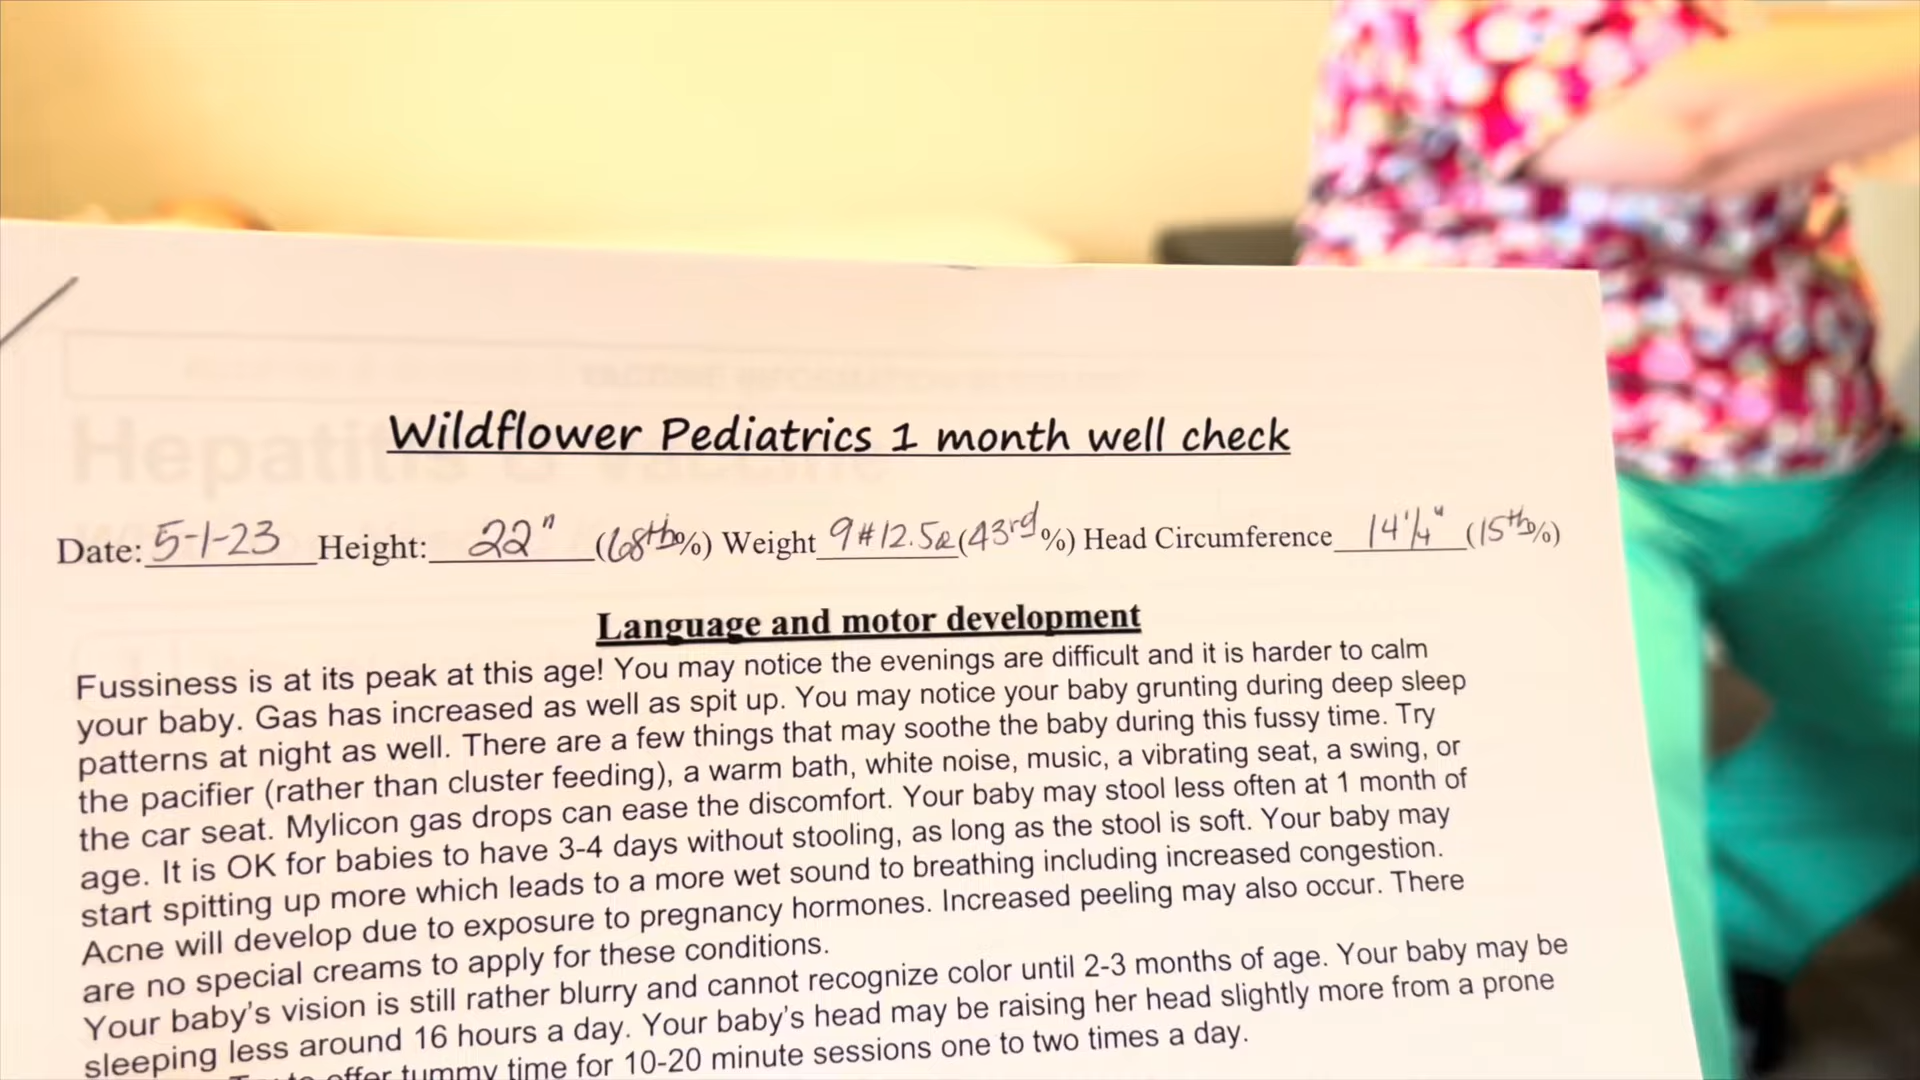 Wildflower Pediatrics 1 month well check
Date: 5-1-23 Height: 22" (68th%) Weight 9#12.5oz (43rd%) Head Circumference 14 1/4" (15th%)
Language and motor development
Fussiness is at its peak at this age! You may notice the evenings are difficult and it is harder to calm
your baby. Gas has increased as well as spit up. You may notice your baby grunting during deep sleep
patterns at night as well. There are a few things that may soothe the baby during this fussy time. Try
the pacifier (rather than cluster feeding), a warm bath, white noise, music, a vibrating seat, a swing, or
the car seat. Mylicon gas drops can ease the discomfort. Your baby may stool less often at 1 month of
age. It is OK for babies to have 3-4 days without stooling, as long as the stool is soft. Your baby may
start spitting up more which leads to a more wet sound to breathing including increased congestion.
Acne will develop due to exposure to pregnancy hormones. Increased peeling may also occur. There
are no special creams to apply for these conditions.
Your baby's vision is still rather blurry and cannot recognize color until 2-3 months of age. Your baby may be
sleeping less around 16 hours a day. Your baby's head may be raising her head slightly more from a prone
to offer tummy time for 10-20 minute sessions one to two times a day.